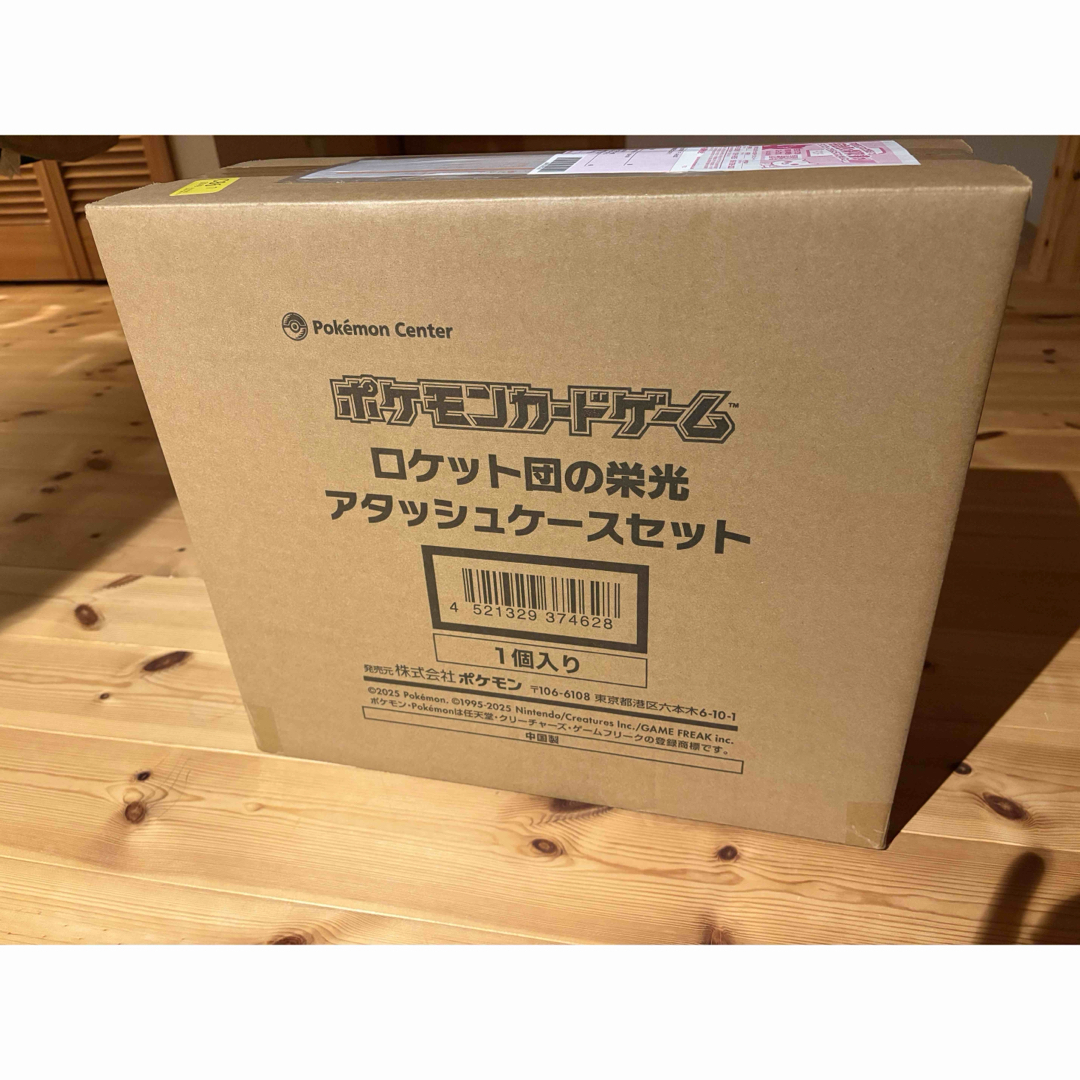 Pokémon Center
ポケモンカードゲーム™
ロケット団の栄光
アタッシュケースセット
4 521329 374628
1個入り
発売元 株式会社ポケモン 〒106-6108 東京都港区六本木6-10-1
©2025 Pokémon. ©1995-2025 Nintendo/Creatures Inc./GAME FREAK inc.
ポケモン・Pokémonは任天堂・クリーチャーズ・ゲームフリークの登録商標です。
中国製